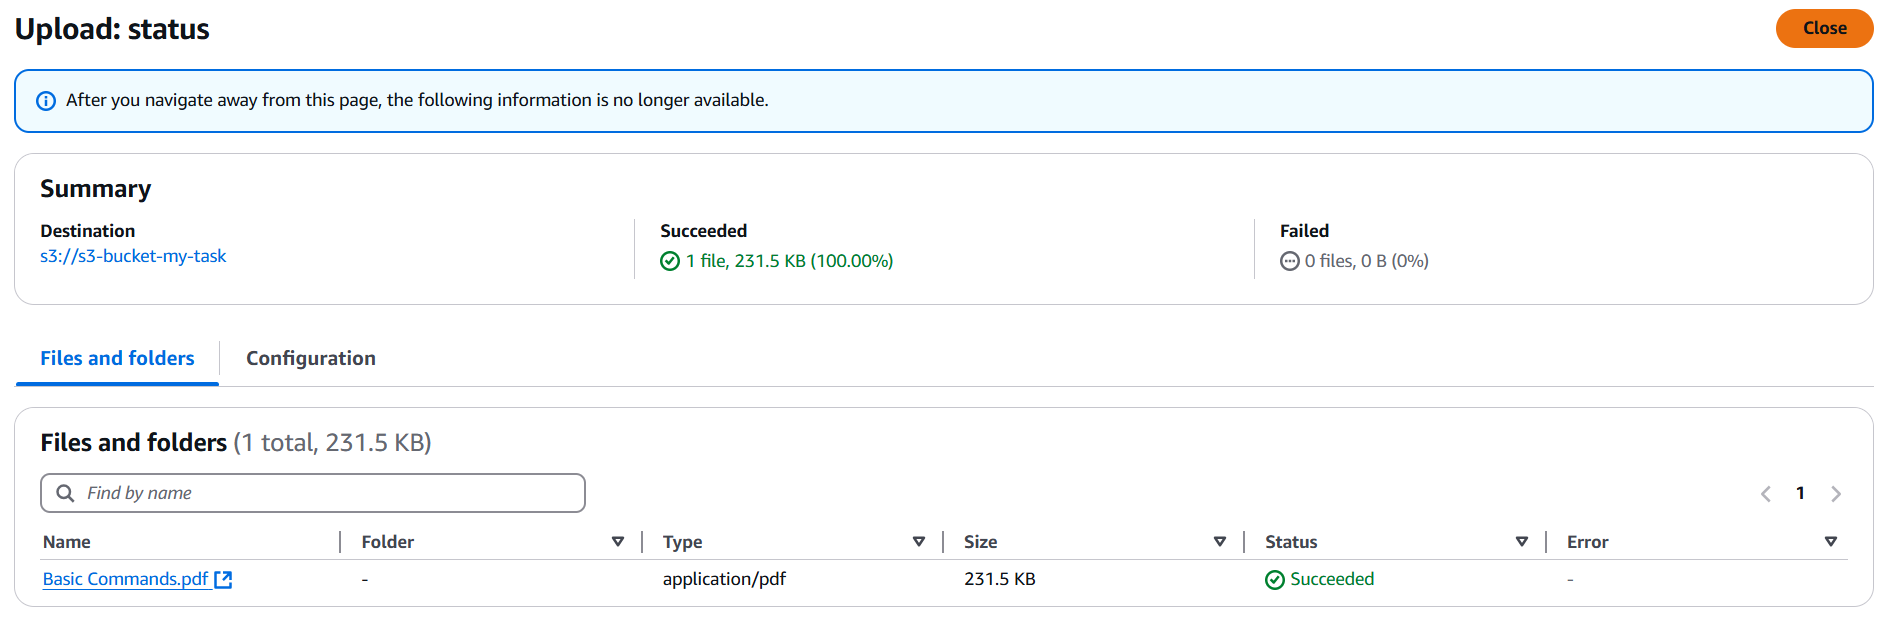 Upload: status
Close
After you navigate away from this page, the following information is no longer available.
Summary
Destination
s3://s3-bucket-my-task
Succeeded
1 file, 231.5 KB (100.00%)
Failed
0 files, 0 B (0%)
Files and folders
Configuration
Files and folders (1 total, 231.5 KB)
Find by name
1
Name Folder Type Size Status Error
Basic Commands.pdf - application/pdf 231.5 KB Succeeded -